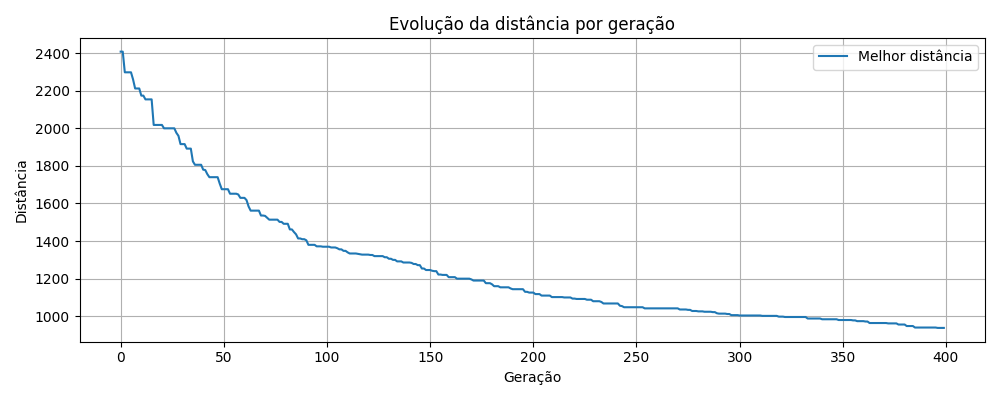 Evolução da distância por geração
Melhor distância
Distância
2400
2200
2000
1800
1600
1400
1200
1000
0 50 100 150 200 250 300 350 400
Geração